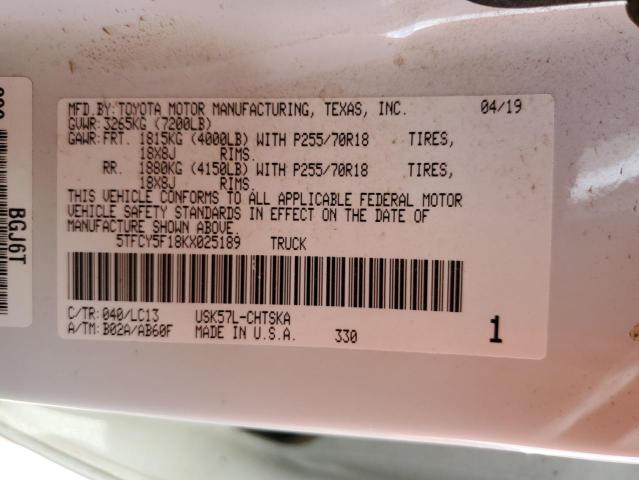 MFD.BY:TOYOTA MOTOR MANUFACTURING, TEXAS, INC. 04/19
GVWR:3265KG (7200LB)
GAWR:FRT. 1815KG (4000LB) WITH P255/70R18 TIRES,
18X8J RIMS.
RR. 1880KG (4150LB) WITH P255/70R18 TIRES,
18X8J RIMS.
THIS VEHICLE CONFORMS TO ALL APPLICABLE FEDERAL MOTOR
VEHICLE SAFETY STANDARDS IN EFFECT ON THE DATE OF
MANUFACTURE SHOWN ABOVE.
5TFCY5F18KX025189 TRUCK
C/TR:040/LC13 USK57L-CHTSKA
A/TM:B02A/AB60F MADE IN U.S.A. 330 1
BGJ6T